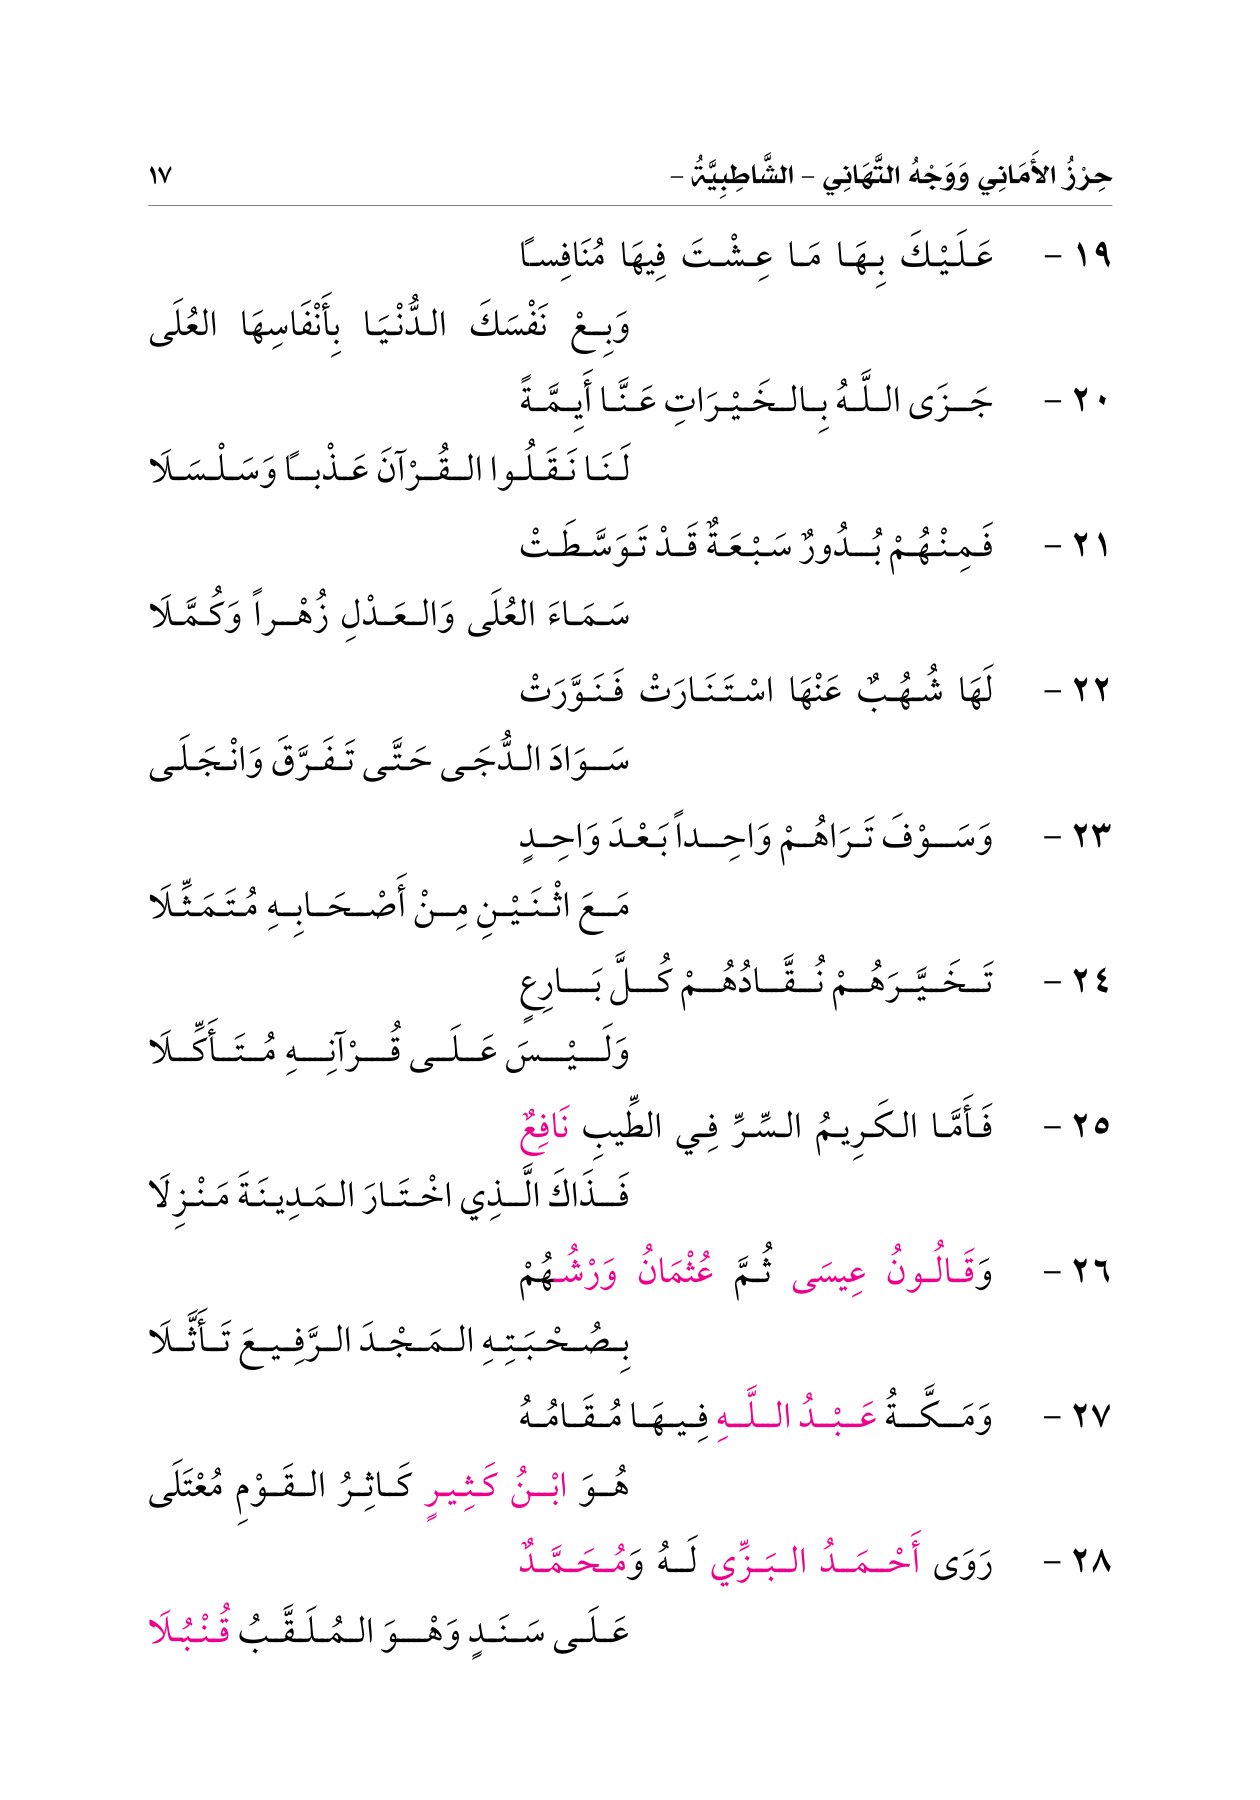 حِرْزُ الأَمَانِي وَوَجْهُ التَّهَانِي – الشَّاطِبِيَّةُ – ١٧
١٩ – عَلَيْكَ بِهَا مَا عِشْتَ فِيهَا مُنَافِساً
وَبِعْ نَفْسَكَ الدُّنْيَا بِأَنْفَاسِهَا العُلَى
٢٠ – جَزَى اللَّهُ بِالخَيْرَاتِ عَنَّا أَيِمَّةً
لَنَا نَقَلُوا القُرْآنَ عَذْباً وَسَلْسَلَا
٢١ – فَمِنْهُمْ بُدُورٌ سَبْعَةٌ قَدْ تَوَسَّطَتْ
سَمَاءَ العُلَى وَالعَدْلِ زُهْراً وَكُمَّلَا
٢٢ – لَهَا شُهُبٌ عَنْهَا اسْتَنَارَتْ فَنَوَّرَتْ
سَوَادَ الدُّجَى حَتَّى تَفَرَّقَ وَانْجَلَى
٢٣ – وَسَوْفَ تَرَاهُمْ وَاحِداً بَعْدَ وَاحِدٍ
مَعَ اثْنَيْنِ مِنْ أَصْحَابِهِ مُتَمَثِّلَا
٢٤ – تَخَيَّرَهُمْ نُقَّادُهُمْ كُلَّ بَارِعٍ
وَلَيْسَ عَلَى قُرْآنِهِ مُتَأَكِّلَا
٢٥ – فَأَمَّا الكَرِيمُ السِّرِّ فِي الطِّيبِ نَافِعٌ
فَذَاكَ الَّذِي اخْتَارَ المَدِينَةَ مَنْزِلَا
٢٦ – وَقَالُونُ عِيسَى ثُمَّ عُثْمَانُ وَرْشُهُمْ
بِصُحْبَتِهِ المَجْدَ الرَّفِيعَ تَأَثَّلَا
٢٧ – وَمَكَّةُ عَبْدُ اللَّهِ فِيهَا مُقَامُهُ
هُوَ ابْنُ كَثِيرٍ كَاثِرُ القَوْمِ مُعْتَلَى
٢٨ – رَوَى أَحْمَدُ البَزِّي لَهُ وَمُحَمَّدٌ
عَلَى سَنَدٍ وَهْوَ المُلَقَّبُ قُنْبُلَا